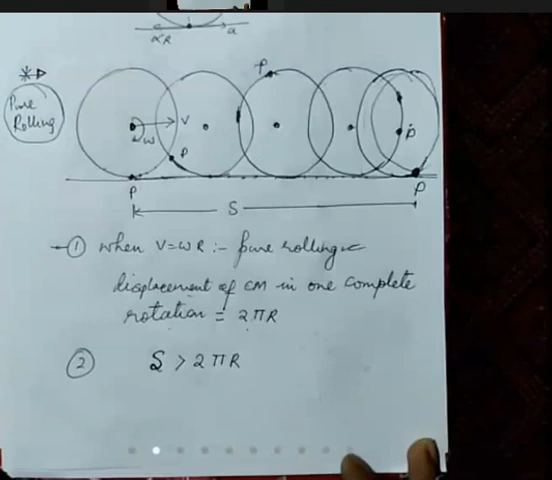 αR a
Pure
Rolling
P
V
ω
P
P
P
P
S
① when V=ωR :- pure rolling
displacement of CM in one complete
rotation = 2πR
② S > 2πR